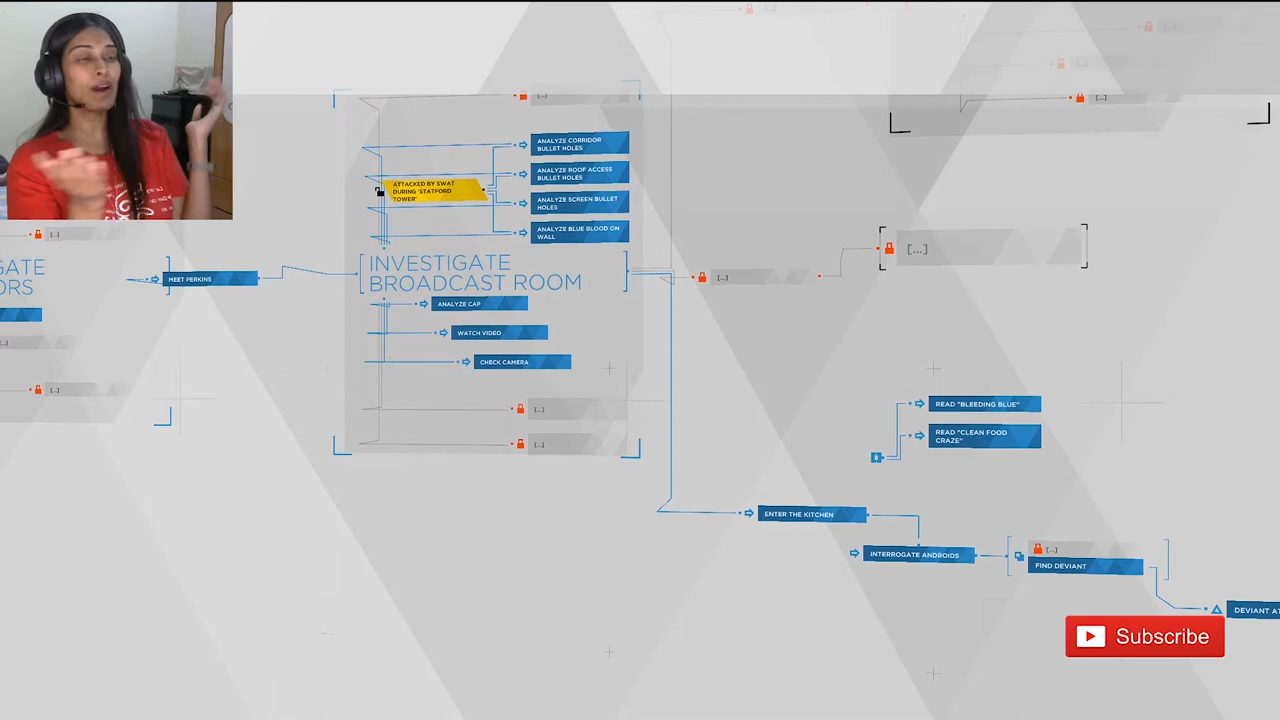 [...]
[...]
[...]
[...]
[...]
ANALYZE CORRIDOR
BULLET HOLES
ANALYZE ROOF ACCESS
BULLET HOLES
ATTACKED BY SWAT
DURING 'STATFORD
TOWER'
ANALYZE SCREEN BULLET
HOLES
ANALYZE BLUE BLOOD ON
WALL
[...]
[...]
GATE
ORS
MEET PERKINS
INVESTIGATE
BROADCAST ROOM
[...]
ANALYZE CAP
WATCH VIDEO
[...]
CHECK CAMERA
[...]
[...]
[...]
READ "BLEEDING BLUE"
READ "CLEAN FOOD
CRAZE"
ENTER THE KITCHEN
INTERROGATE ANDROIDS
[...]
FIND DEVIANT
DEVIANT AT
Subscribe